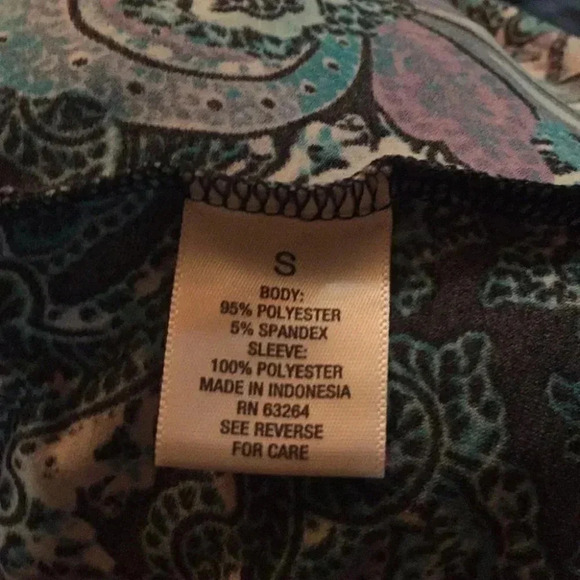 S
BODY:
95% POLYESTER
5% SPANDEX
SLEEVE:
100% POLYESTER
MADE IN INDONESIA
RN 63264
SEE REVERSE
FOR CARE